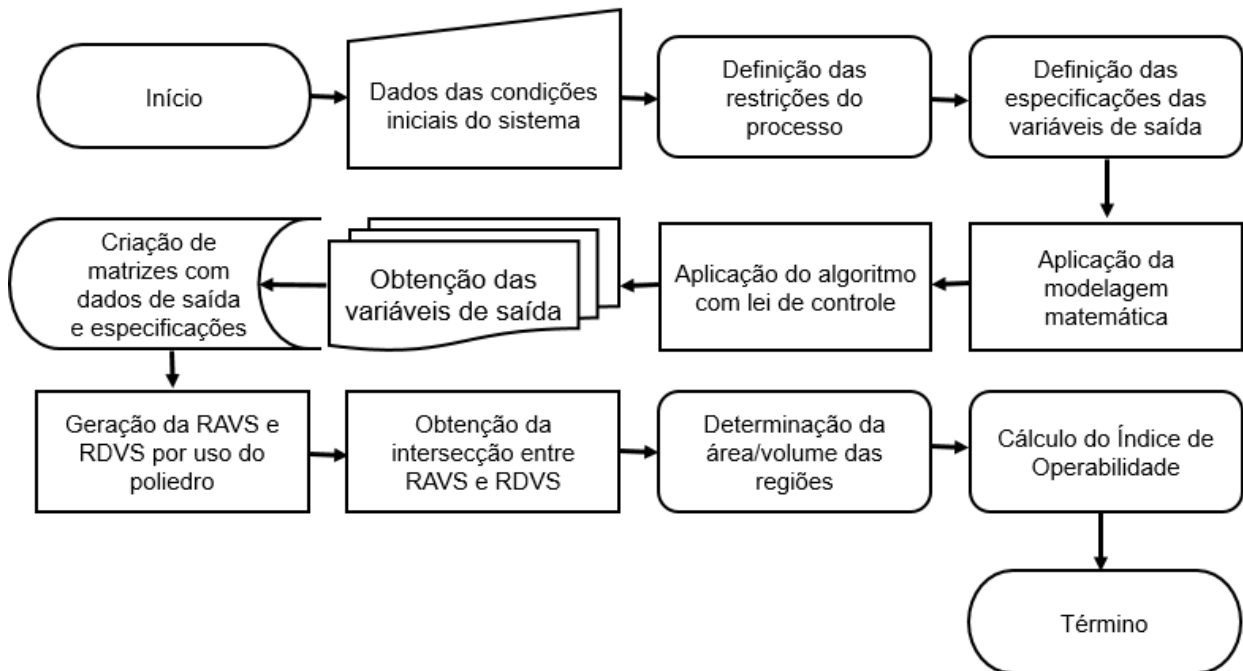 Início
Dados das condições
iniciais do sistema
Definição das
restrições do
processo
Definição das
especificações das
variáveis de saída
Aplicação da
modelagem
matemática
Aplicação do algoritmo
com lei de controle
Obtenção das
variáveis de saída
Criação de
matrizes com
dados de saída
e especificações
Geração da RAVS e
RDVS por uso do
poliedro
Obtenção da
intersecção entre
RAVS e RDVS
Determinação da
área/volume das
regiões
Cálculo do Índice de
Operabilidade
Término